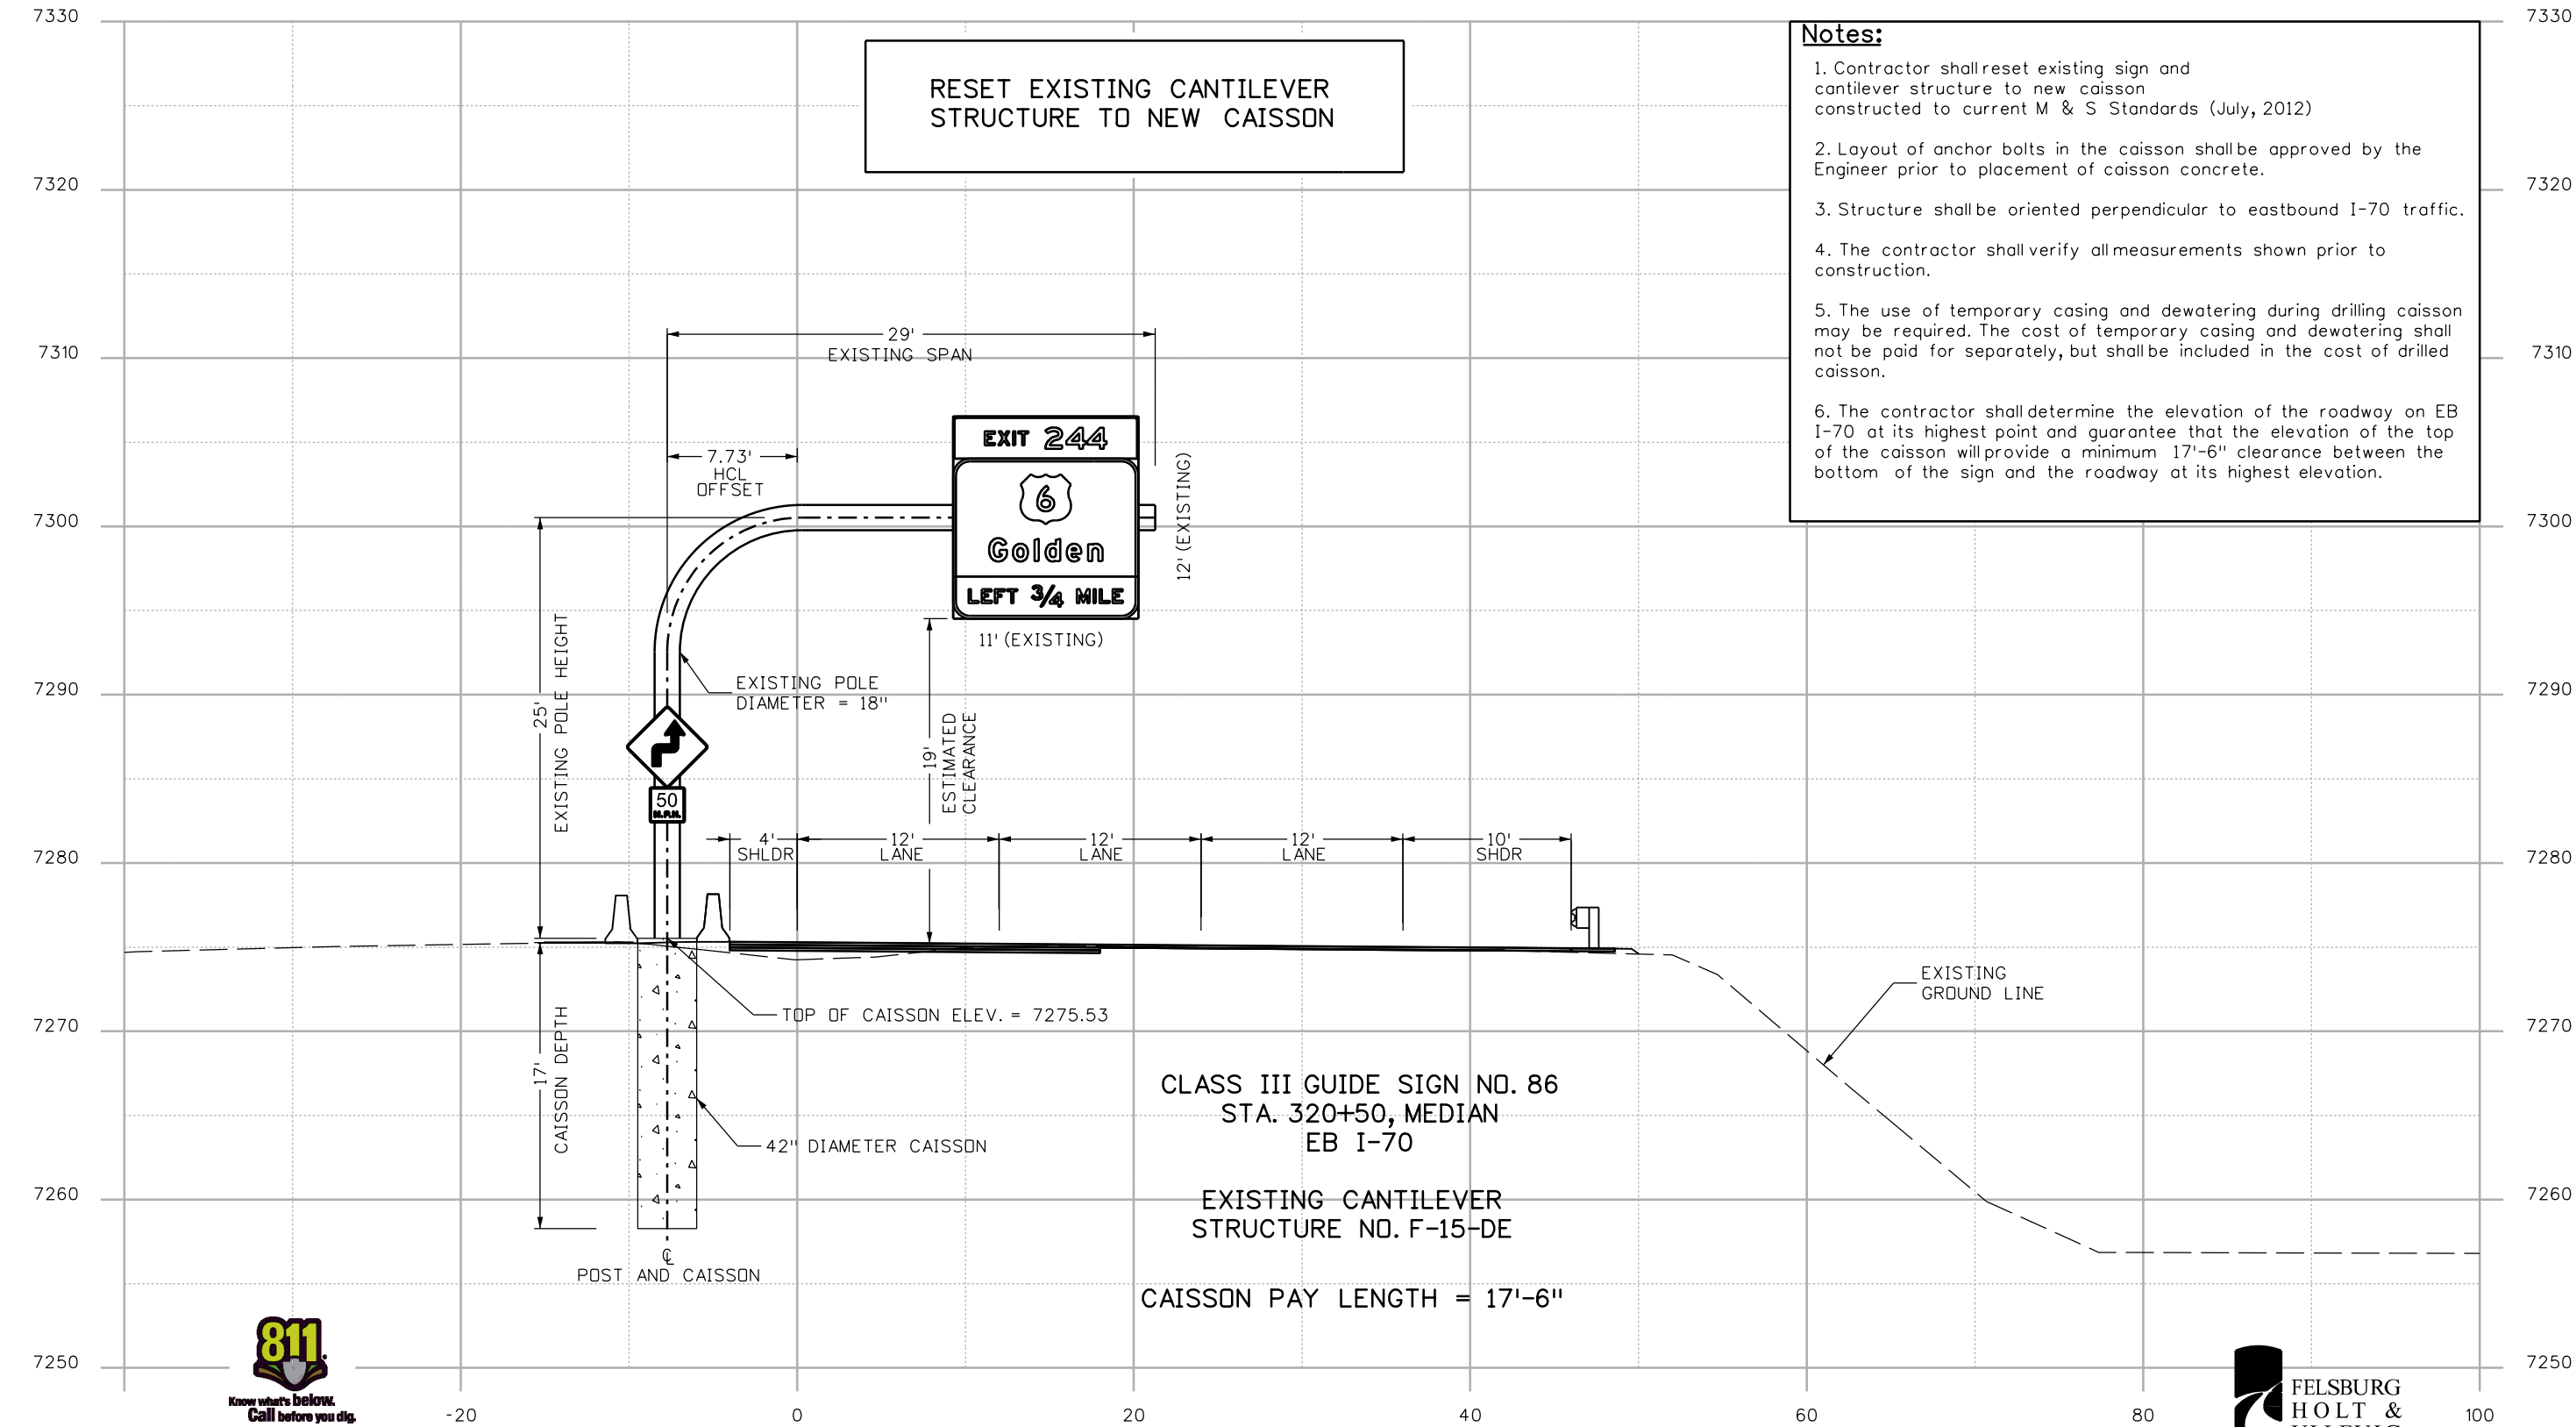 7330
7330
Notes:
1. Contractor shall reset existing sign and
cantilever structure to new caisson
constructed to current M & S Standards (July, 2012)
2. Layout of anchor bolts in the caisson shall be approved by the
Engineer prior to placement of caisson concrete.
3. Structure shall be oriented perpendicular to eastbound I-70 traffic.
4. The contractor shall verify all measurements shown prior to
construction.
5. The use of temporary casing and dewatering during drilling caisson
may be required. The cost of temporary casing and dewatering shall
not be paid for separately, but shall be included in the cost of drilled
caisson.
6. The contractor shall determine the elevation of the roadway on EB
I-70 at its highest point and guarantee that the elevation of the top
of the caisson will provide a minimum 17'-6" clearance between the
bottom of the sign and the roadway at its highest elevation.
RESET EXISTING CANTILEVER
STRUCTURE TO NEW CAISSON
7320
7320
7310
7310
29'
EXISTING SPAN
7.73'
HCL
OFFSET
EXIT 244
6
Golden
LEFT 3/4 MILE
12' (EXISTING)
11' (EXISTING)
7300
7300
25'
EXISTING POLE HEIGHT
EXISTING POLE
DIAMETER = 18"
7290
7290
19'
ESTIMATED
CLEARANCE
50
M.P.H.
4'
SHLDR
12'
LANE
12'
LANE
12'
LANE
10'
SHDR
7280
7280
EXISTING
GROUND LINE
TOP OF CAISSON ELEV. = 7275.53
7270
7270
17'
CAISSON DEPTH
42" DIAMETER CAISSON
CLASS III GUIDE SIGN NO. 86
STA. 320+50, MEDIAN
EB I-70
EXISTING CANTILEVER
STRUCTURE NO. F-15-DE
7260
7260
CL
POST AND CAISSON
CAISSON PAY LENGTH = 17'-6"
7250
7250
811.
Know what's below.
Call before you dig.
FELSBURG
HOLT &
-20
0
20
40
60
80
100